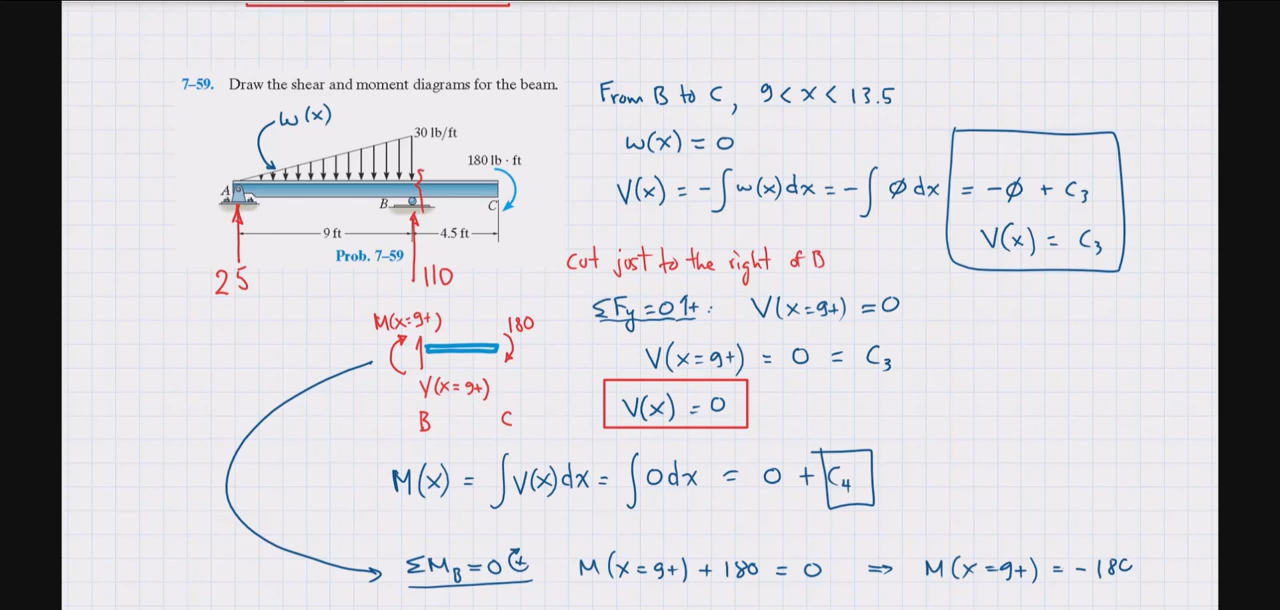 7–59. Draw the shear and moment diagrams for the beam.
w(x)
30 lb/ft
180 lb · ft
A
B
C
9 ft
4.5 ft
Prob. 7–59
25
110
From B to C, 9 < x < 13.5
w(x) = 0
V(x) = -∫w(x)dx = -∫ 0 dx = -0 + C3
V(x) = C3
cut just to the right of B
ΣFy=0 ↑+: V(x=9+) = 0
V(x=9+) = 0 = C3
V(x) = 0
M(x=9+)
180
V(x=9+)
B C
M(x) = ∫V(x)dx = ∫0dx = 0 + C4
ΣMB=0 M(x=9+) + 180 = 0 ⇒ M(x=9+) = -180